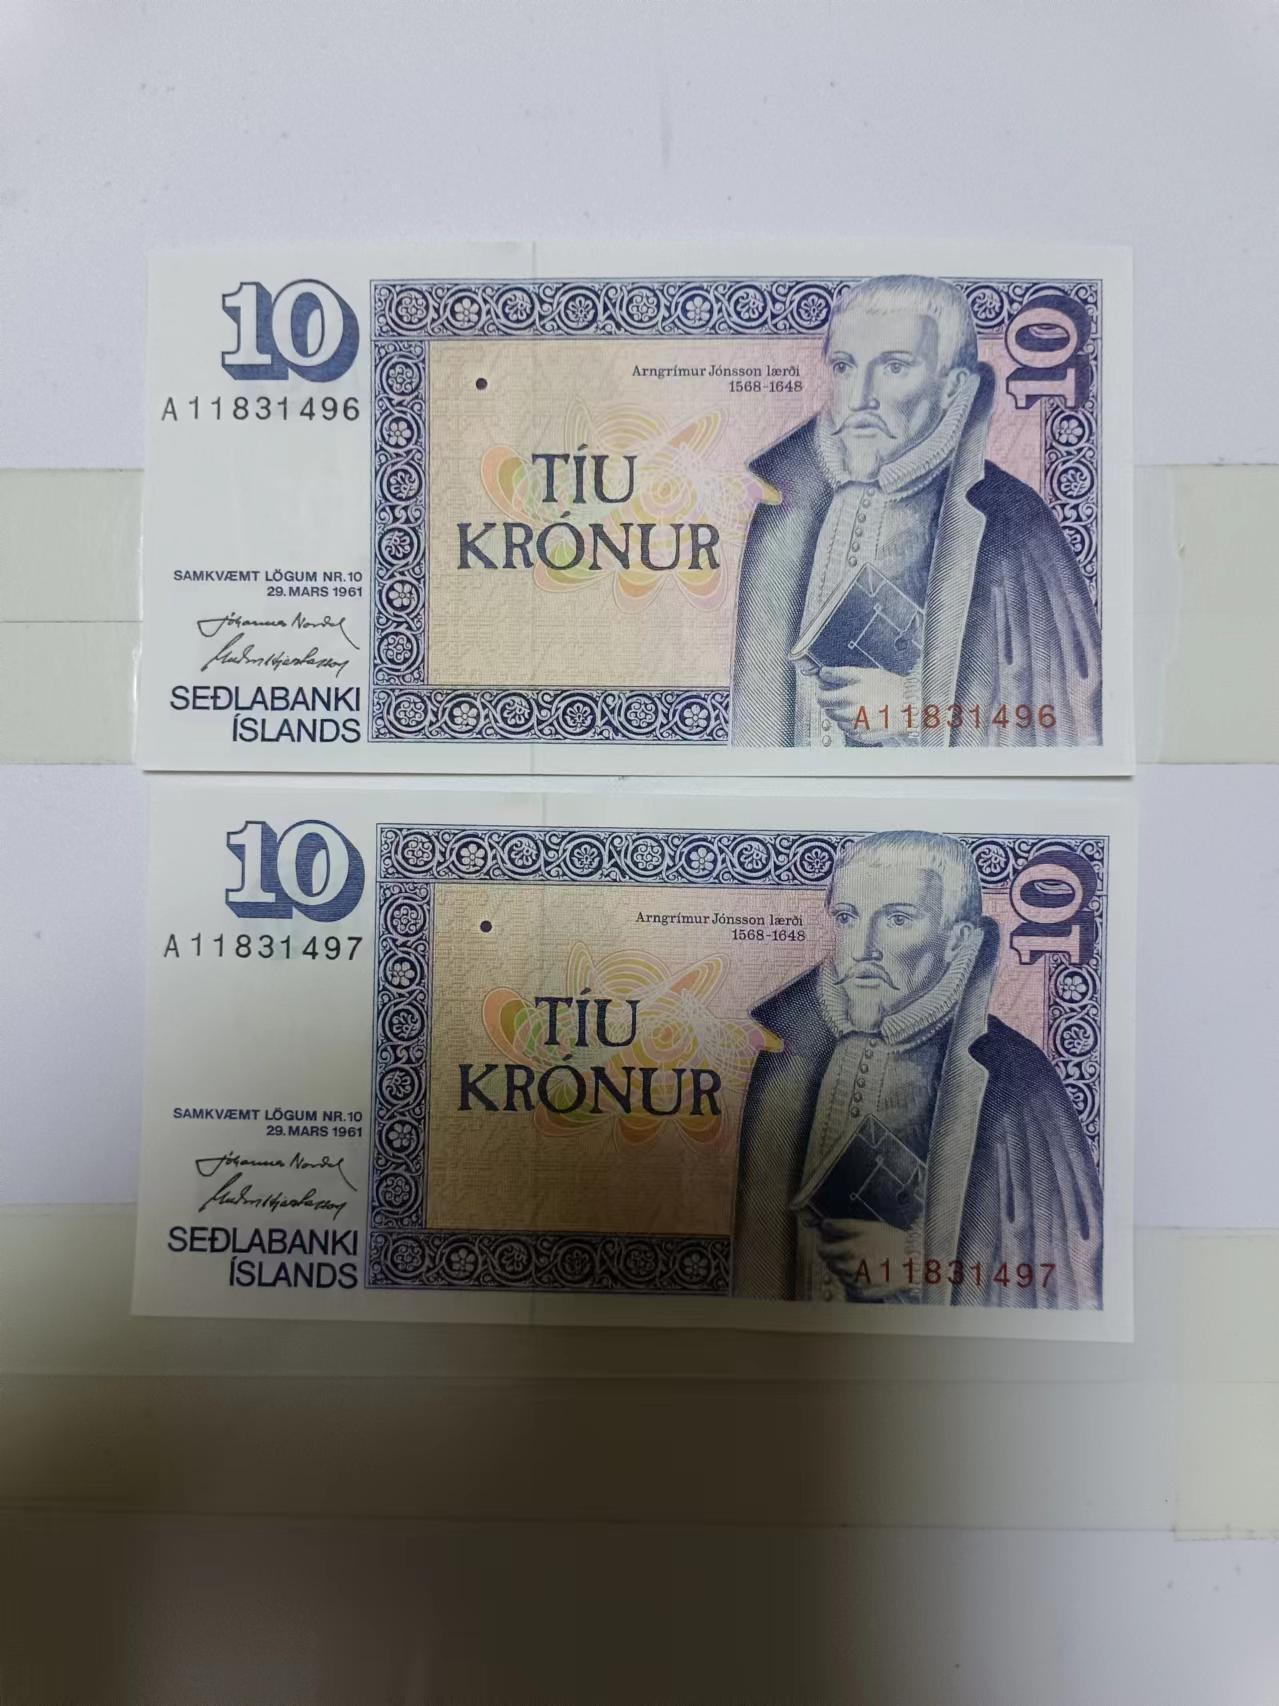 10
A11831496
Arngrímur Jónsson lærði
1568-1648
10
TÍU
KRÓNUR
SAMKVÆMT LÖGUM NR.10
29. MARS 1961
SEÐLABANKI
ÍSLANDS
A11831496
10
A11831497
Arngrímur Jónsson lærði
1568-1648
10
TÍU
KRÓNUR
SAMKVÆMT LÖGUM NR.10
29. MARS 1961
SEÐLABANKI
ÍSLANDS
A11831497